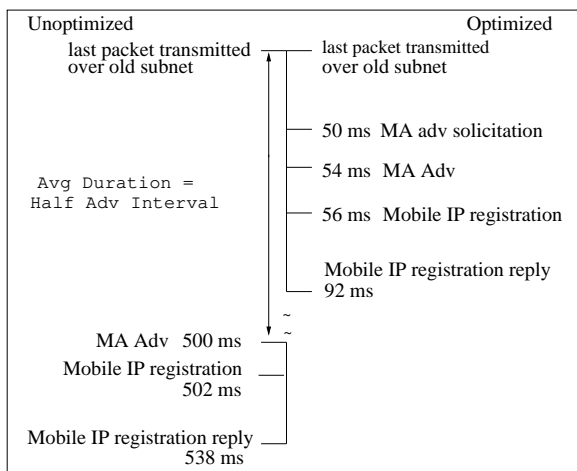 Unoptimized
Optimized
last packet transmitted
over old subnet
last packet transmitted
over old subnet
50 ms MA adv solicitation
54 ms MA Adv
Avg Duration =
Half Adv Interval
56 ms Mobile IP registration
Mobile IP registration reply
92 ms
~
~
MA Adv 500 ms
Mobile IP registration
502 ms
Mobile IP registration reply
538 ms